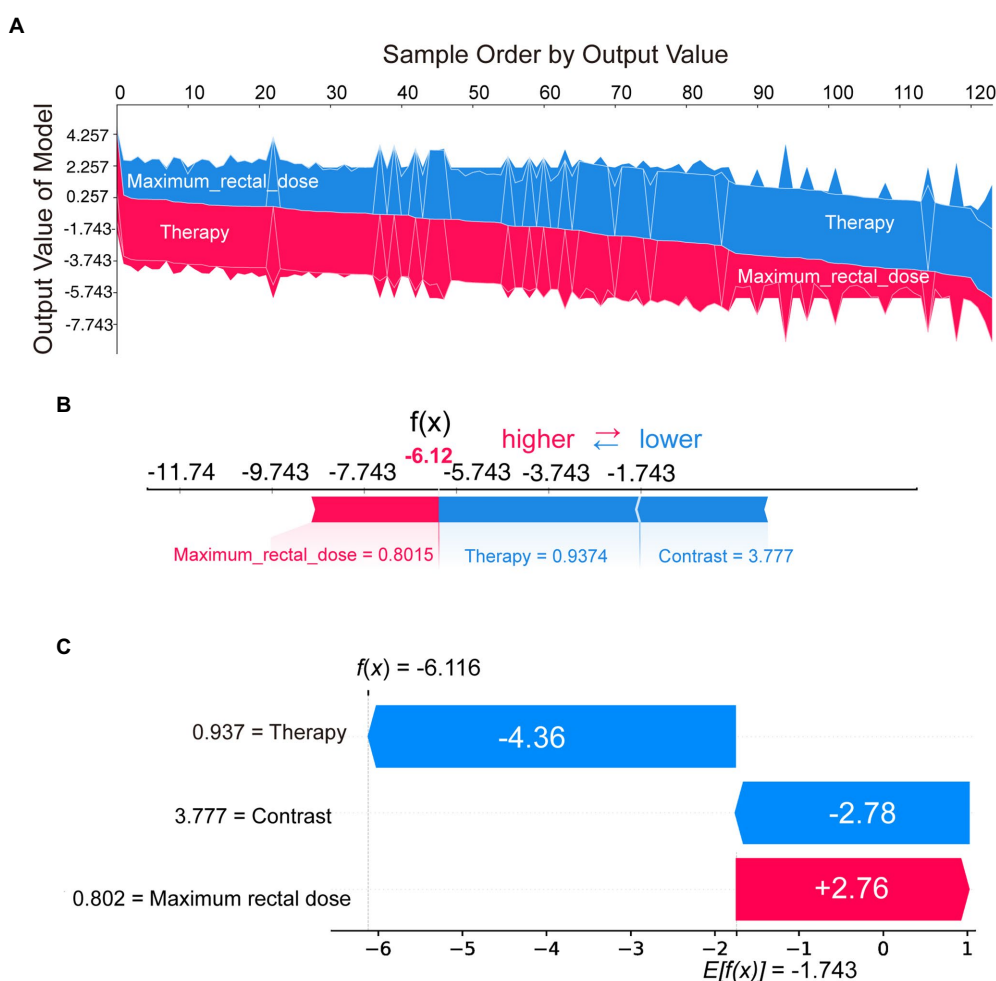 A
Sample Order by Output Value
0 10 20 30 40 50 60 70 80 90 100 110 120
Output Value of Model
4.257
2.257
0.257
-1.743
-3.743
-5.743
-7.743
Maximum_rectal_dose
Therapy
Therapy
Maximum_rectal_dose
B
f(x)
higher lower
-6.12
-11.74 -9.743 -7.743 -5.743 -3.743 -1.743
Maximum_rectal_dose = 0.8015 Therapy = 0.9374 Contrast = 3.777
C
f(x) = -6.116
0.937 = Therapy -4.36
3.777 = Contrast -2.78
0.802 = Maximum rectal dose +2.76
−6 −5 −4 −3 −2 −1 0 1
E[f(x)] = -1.743